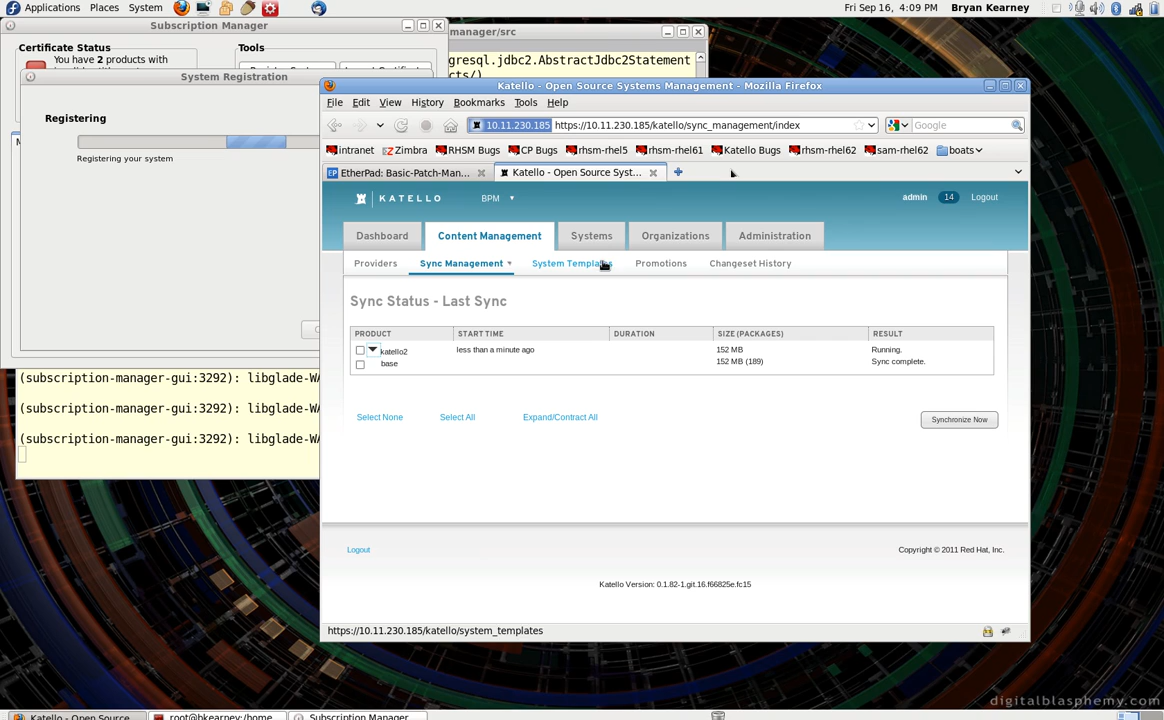 Applications Places System
Fri Sep 16, 4:09 PM Bryan Kearney
Subscription Manager
Certificate Status
You have 2 products with
Tools
System Registration
Registering
Registering your system
manager/src
gresql.jdbc2.AbstractJdbc2Statement
cts/)
(subscription-manager-gui:3292): libglade-WA
(subscription-manager-gui:3292): libglade-WA
(subscription-manager-gui:3292): libglade-WA
Katello - Open Source Systems Management - Mozilla Firefox
File Edit View History Bookmarks Tools Help
10.11.230.185 https://10.11.230.185/katello/sync_management/index
Google
intranet Zimbra RHSM Bugs CP Bugs rhsm-rhel5 rhsm-rhel61 Katello Bugs rhsm-rhel62 sam-rhel62 boats
EP EtherPad: Basic-Patch-Man... Katello - Open Source Syst...
KATELLO BPM
admin 14 Logout
Dashboard Content Management Systems Organizations Administration
Providers Sync Management System Templates Promotions Changeset History
Sync Status - Last Sync
PRODUCT START TIME DURATION SIZE (PACKAGES) RESULT
katello2 less than a minute ago 152 MB Running.
base 152 MB (189) Sync complete.
Select None Select All Expand/Contract All Synchronize Now
Logout
Copyright © 2011 Red Hat, Inc.
Katello Version: 0.1.82-1.git.16.f66825e.fc15
https://10.11.230.185/katello/system_templates
digitalblasphemy.com
Katello - Open Source
root@bkearney:/home
Subscription Manager